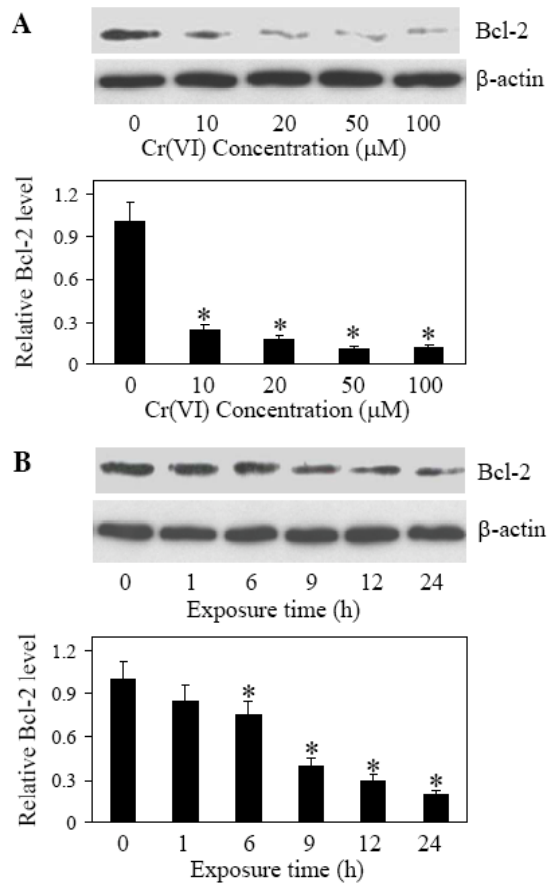 A
Bcl-2
β-actin
0 10 20 50 100
Cr(VI) Concentration (μM)
Relative Bcl-2 level
1.2
0.9
0.6
0.3
0
* * * *
0 10 20 50 100
Cr(VI) Concentration (μM)
B
Bcl-2
β-actin
0 1 6 9 12 24
Exposure time (h)
Relative Bcl-2 level
1.2
0.9
0.6
0.3
0
* * * *
0 1 6 9 12 24
Exposure time (h)